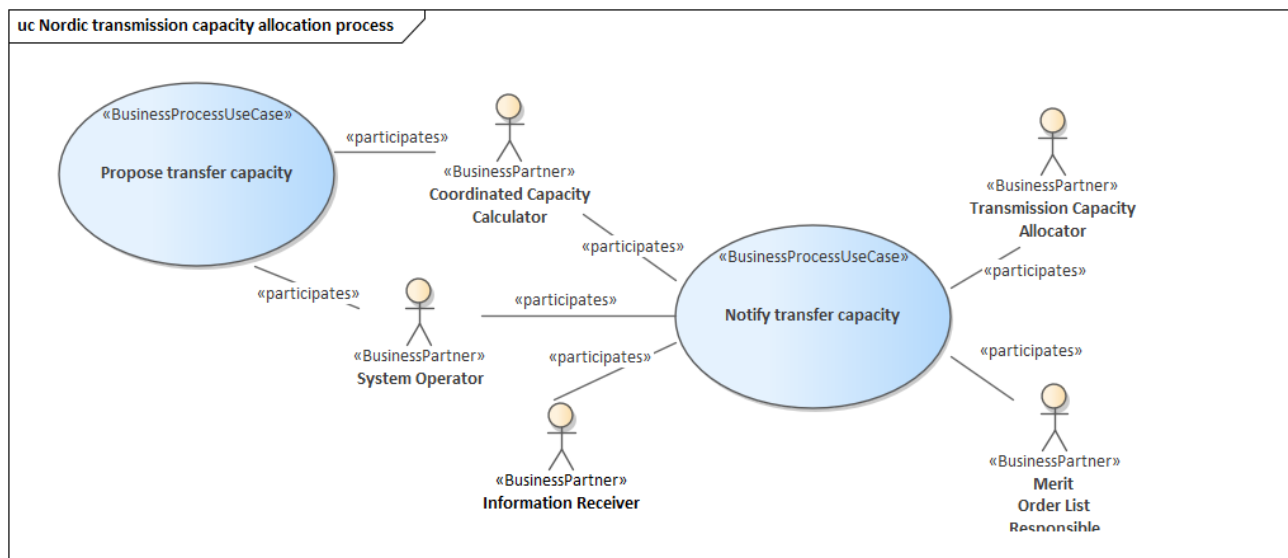 uc Nordic transmission capacity allocation process
«BusinessProcessUseCase»
Propose transfer capacity
«participates»
«participates»
«BusinessPartner»
Coordinated Capacity
Calculator
«participates»
«BusinessPartner»
System Operator
«participates»
«participates»
«BusinessPartner»
Information Receiver
«BusinessProcessUseCase»
Notify transfer capacity
«BusinessPartner»
Transmission Capacity
Allocator
«participates»
«participates»
«BusinessPartner»
Merit
Order List
Responsible